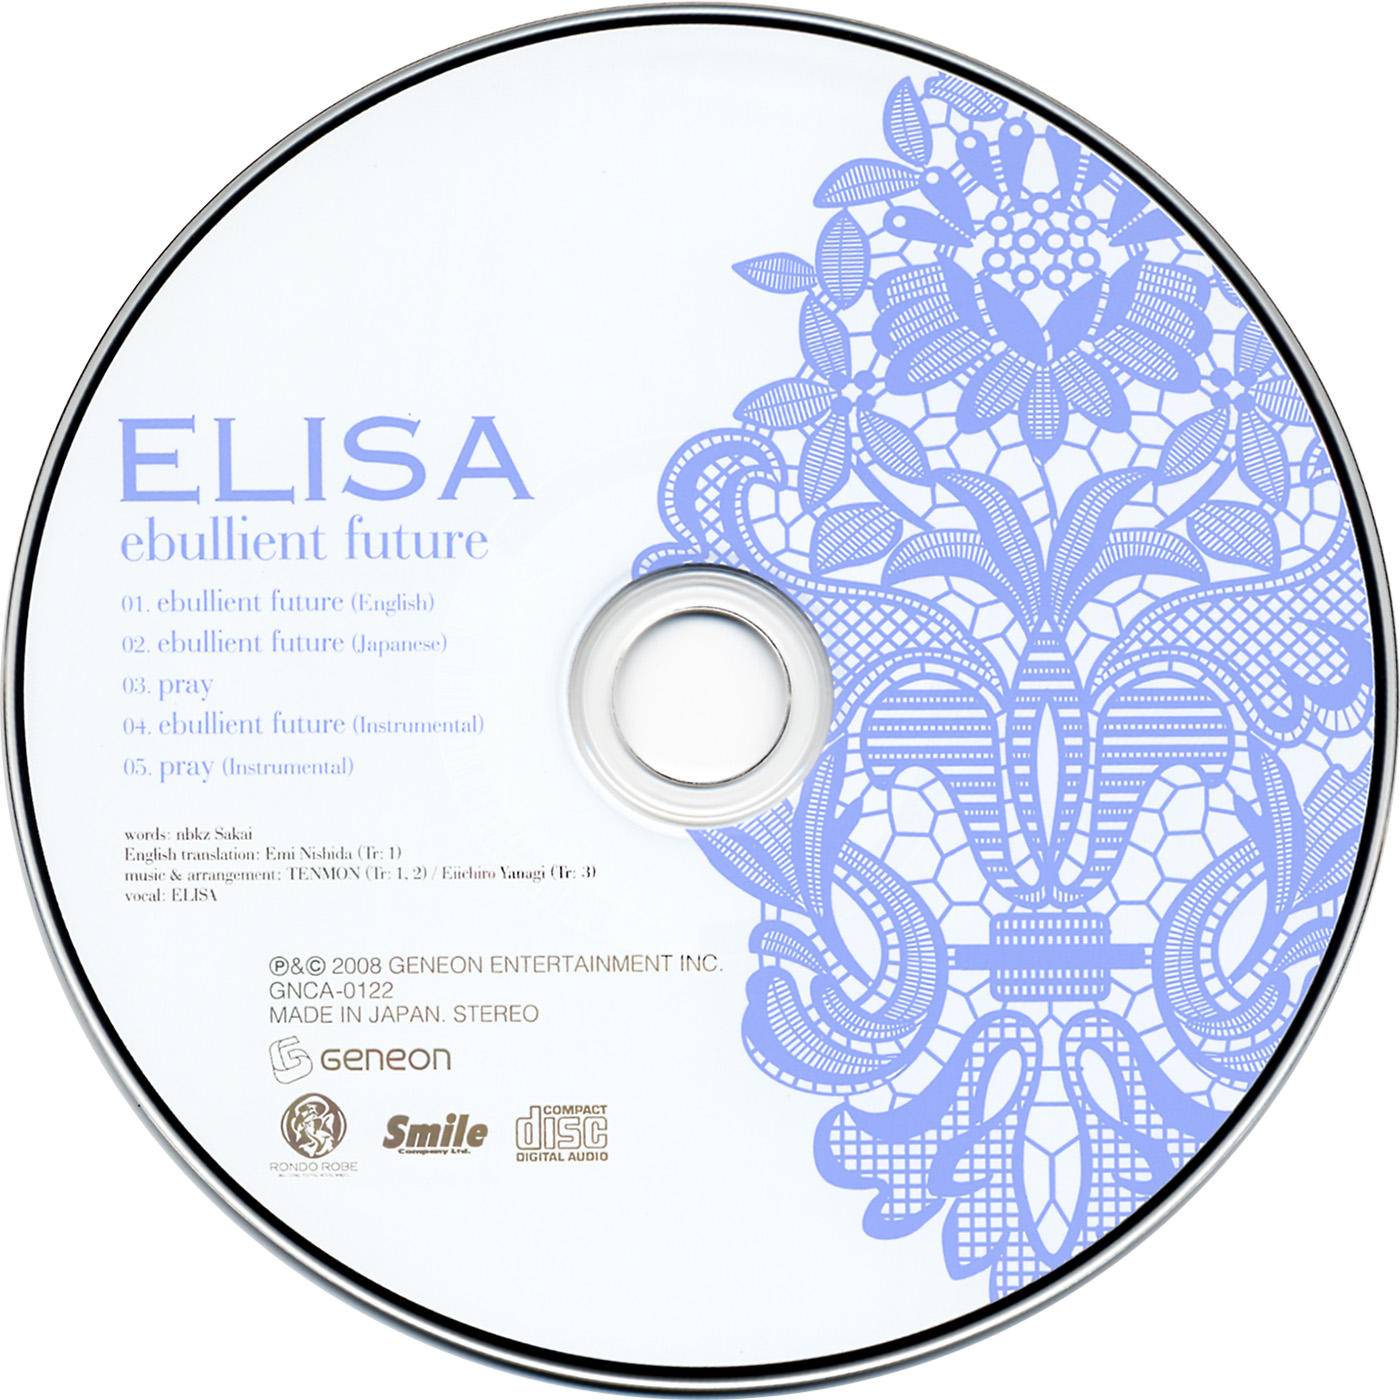 ELISA
ebullient future
01. ebullient future (English)
02. ebullient future (Japanese)
03. pray
04. ebullient future (Instrumental)
05. pray (Instrumental)
words: nbkz Sakai
English translation: Emi Nishida (Tr: 1)
music & arrangement: TENMON (Tr: 1, 2) / Eiichiro Yanagi (Tr: 3)
vocal: ELISA
℗&© 2008 GENEON ENTERTAINMENT INC.
GNCA-0122
MADE IN JAPAN. STEREO
GENEON
RONDO ROBE
Smile
Company Ltd.
COMPACT
disc
DIGITAL AUDIO